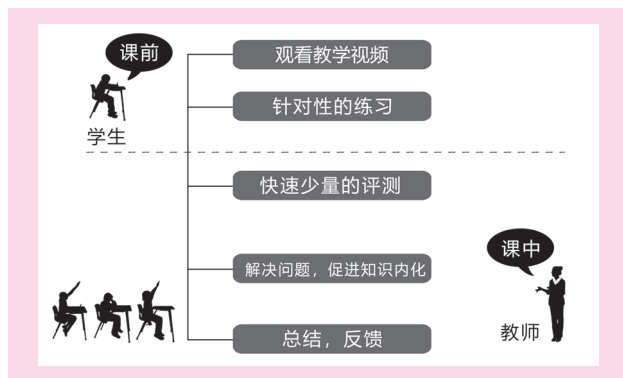 课前
观看教学视频
针对性的练习
学生
快速少量的评测
课中
解决问题，促进知识内化
教师
总结，反馈